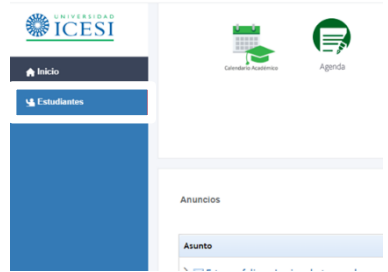 UNIVERSIDAD
ICESI
Inicio
Estudiantes
Calendario Académico
Agenda
Anuncios
Asunto